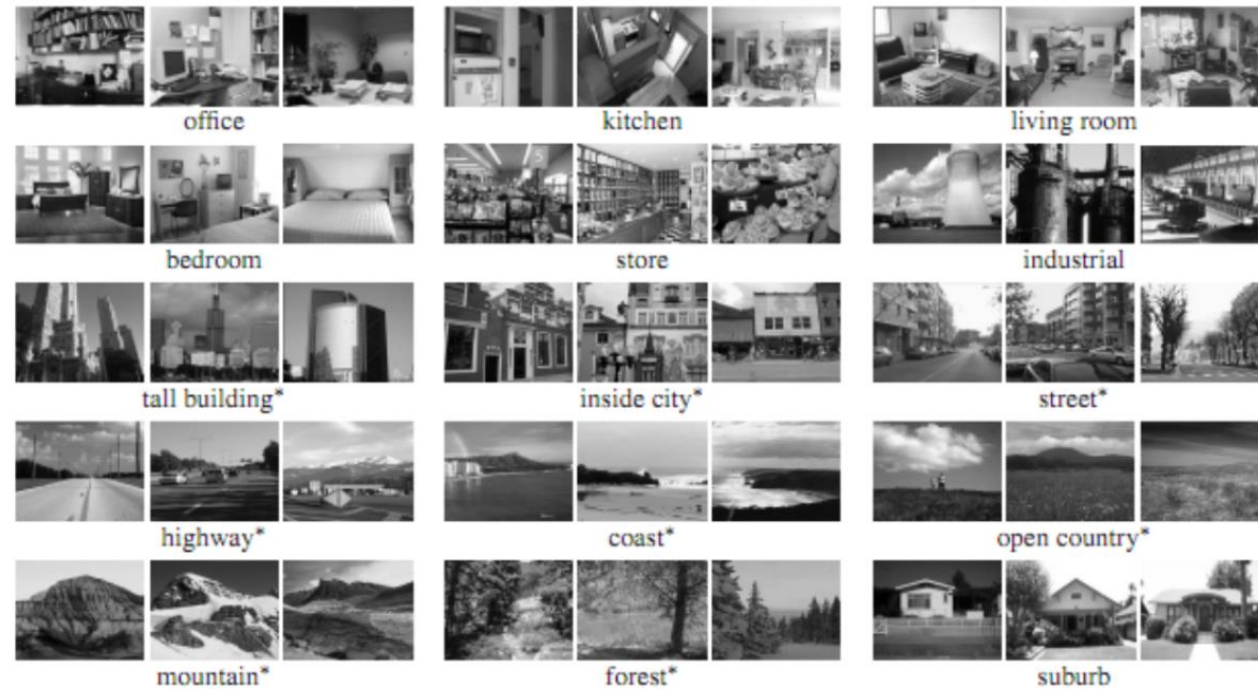 office
kitchen
living room
bedroom
store
industrial
tall building*
inside city*
street*
highway*
coast*
open country*
mountain*
forest*
suburb